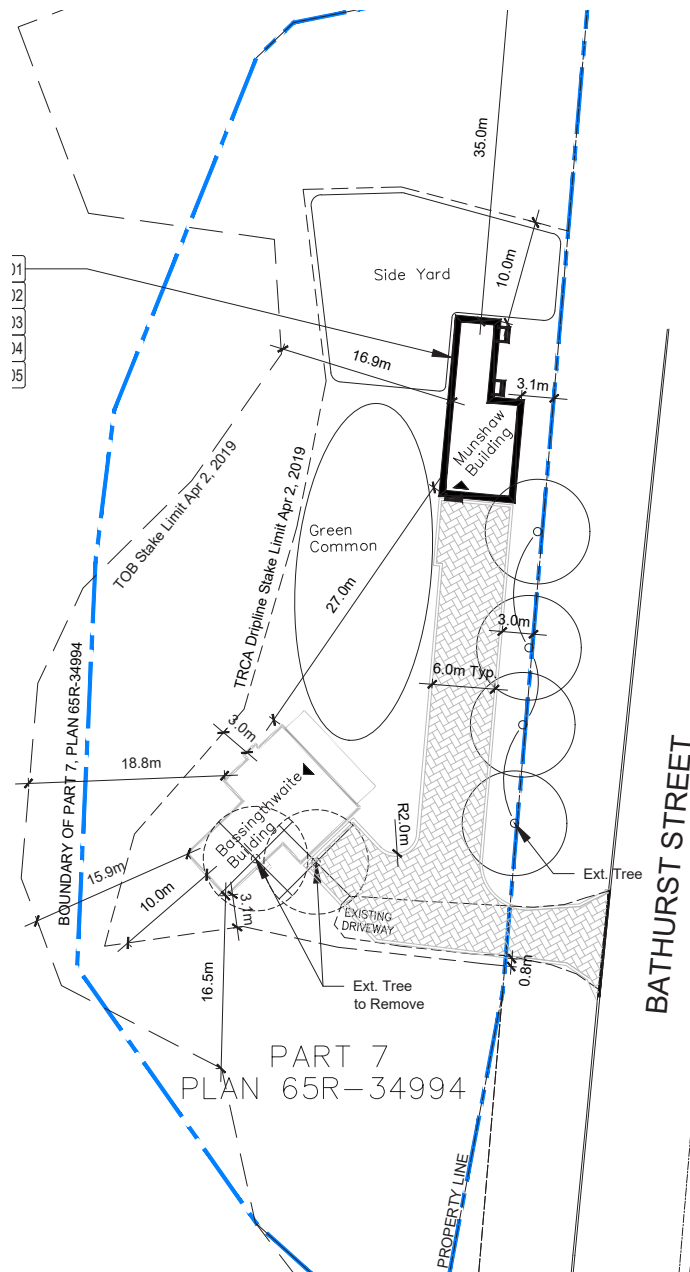 35.0m
10.0m
Side Yard
01
02
03
04
05
16.9m
3.1m
Munshaw
Building
TOB Stake Limit Apr 2, 2019
TRCA Dripline Stake Limit Apr 2, 2019
Green
Common
27.0m
3.0m
6.0m Typ.
BOUNDARY OF PART 7, PLAN 65R-34994
3.0m
18.8m
Bassingthwaite
Building
R2.0m
BATHURST STREET
15.9m
10.0m
3.1m
Ext. Tree
EXISTING
DRIVEWAY
16.5m
0.8m
Ext. Tree
to Remove
PART 7
PLAN 65R-34994
PROPERTY LINE